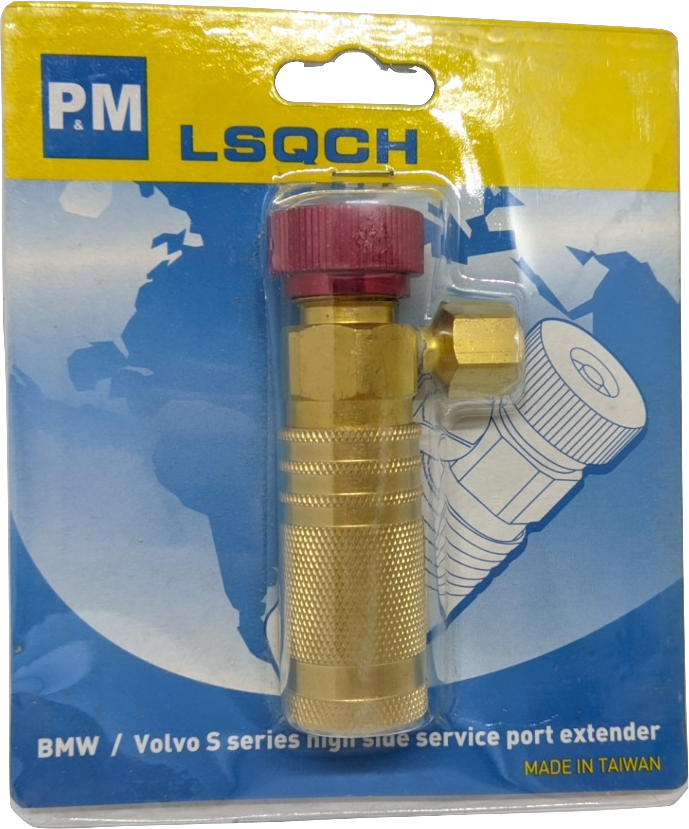 P&M
LSQCH
BMW / Volvo S series high side service port extender
MADE IN TAIWAN